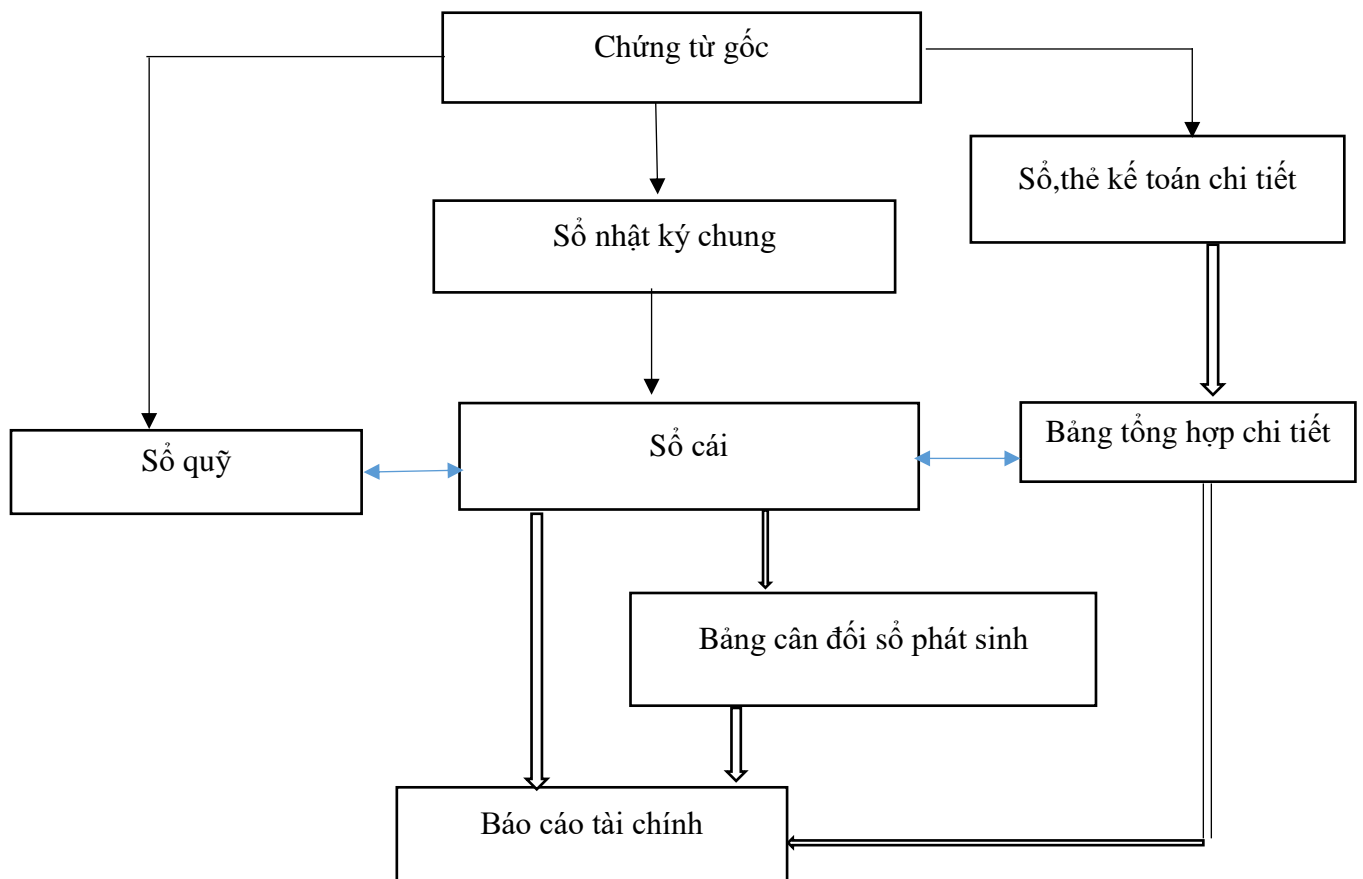 Chứng từ gốc
Sổ,thẻ kế toán chi tiết
Sổ nhật ký chung
Sổ quỹ
Sổ cái
Bảng tổng hợp chi tiết
Bảng cân đối sổ phát sinh
Báo cáo tài chính